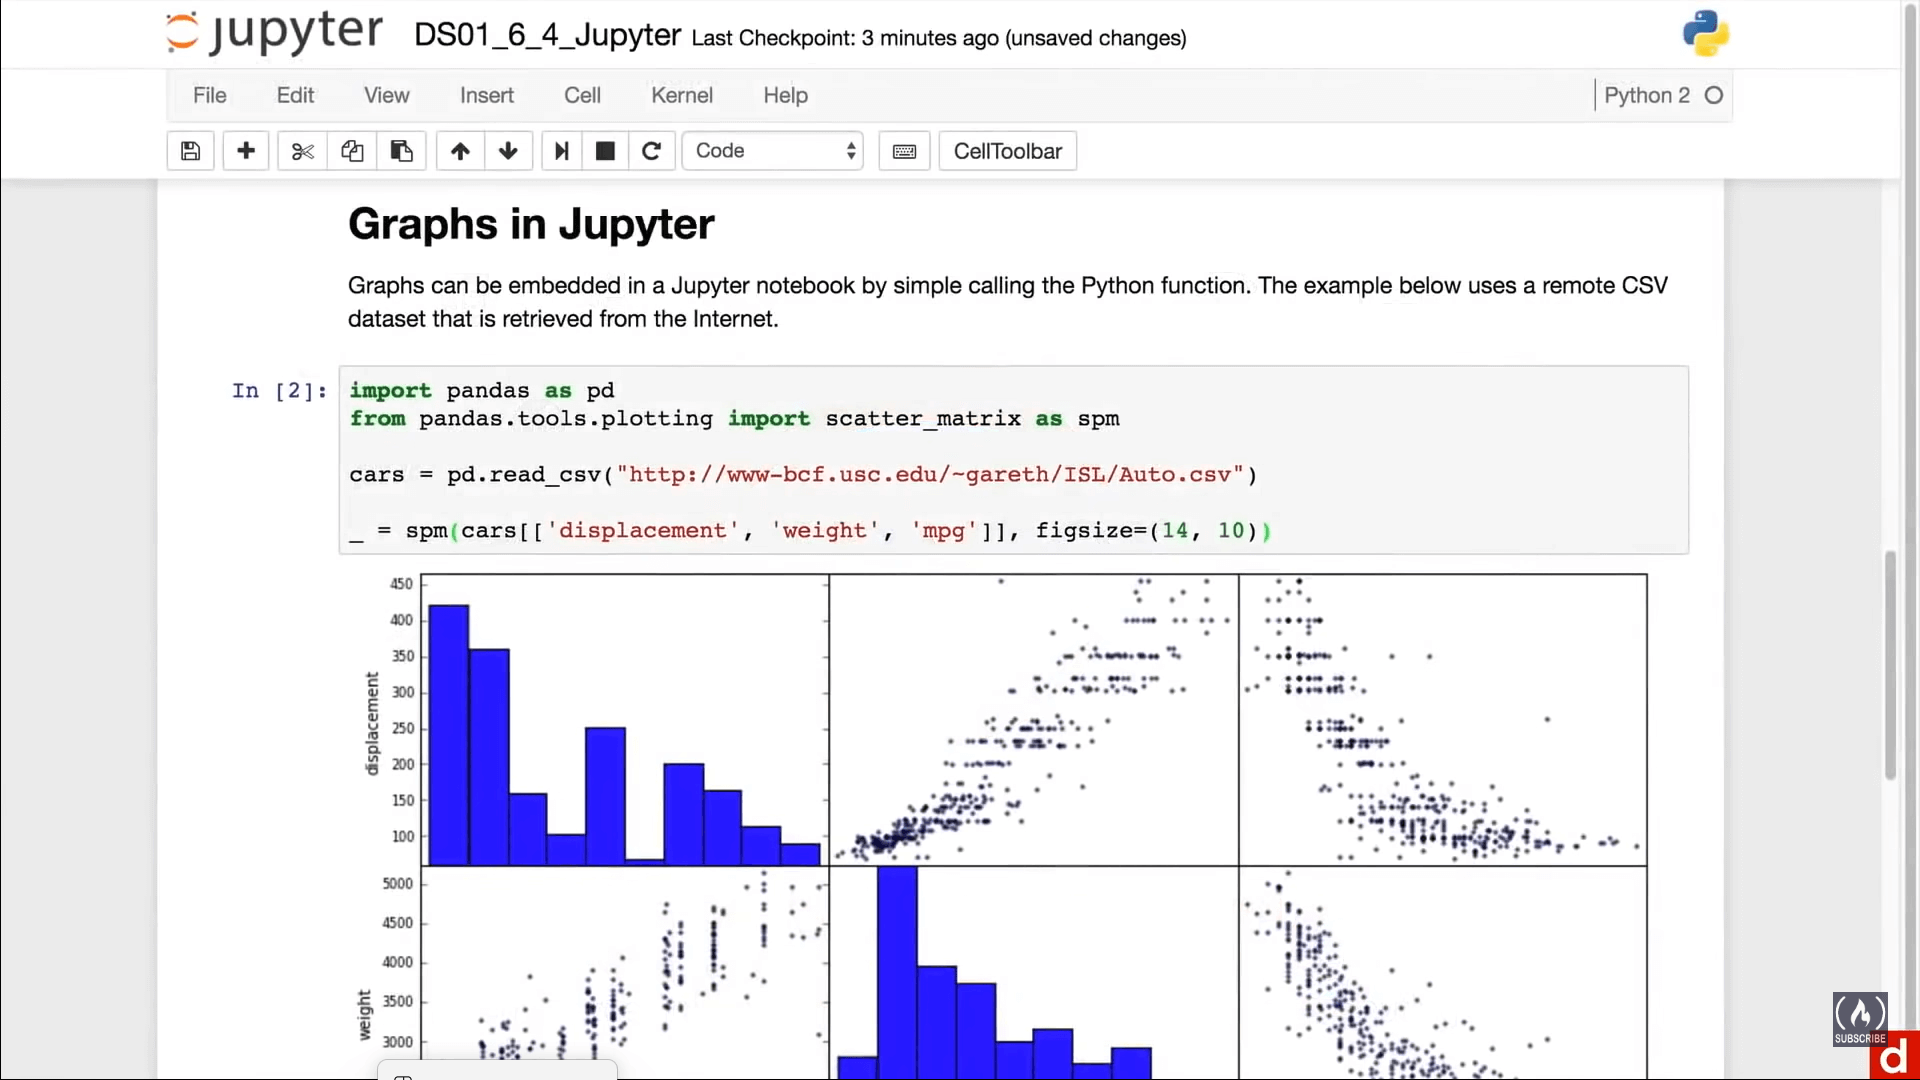 jupyter DS01_6_4_Jupyter Last Checkpoint: 3 minutes ago (unsaved changes)
File Edit View Insert Cell Kernel Help Python 2
Code CellToolbar
Graphs in Jupyter
Graphs can be embedded in a Jupyter notebook by simple calling the Python function. The example below uses a remote CSV
dataset that is retrieved from the Internet.
In [2]: import pandas as pd
from pandas.tools.plotting import scatter_matrix as spm
cars = pd.read_csv("http://www-bcf.usc.edu/~gareth/ISL/Auto.csv")
_ = spm(cars[['displacement', 'weight', 'mpg']], figsize=(14, 10))
displacement
450
400
350
300
250
200
150
100
weight
5000
4500
4000
3500
3000
SUBSCRIBE
d